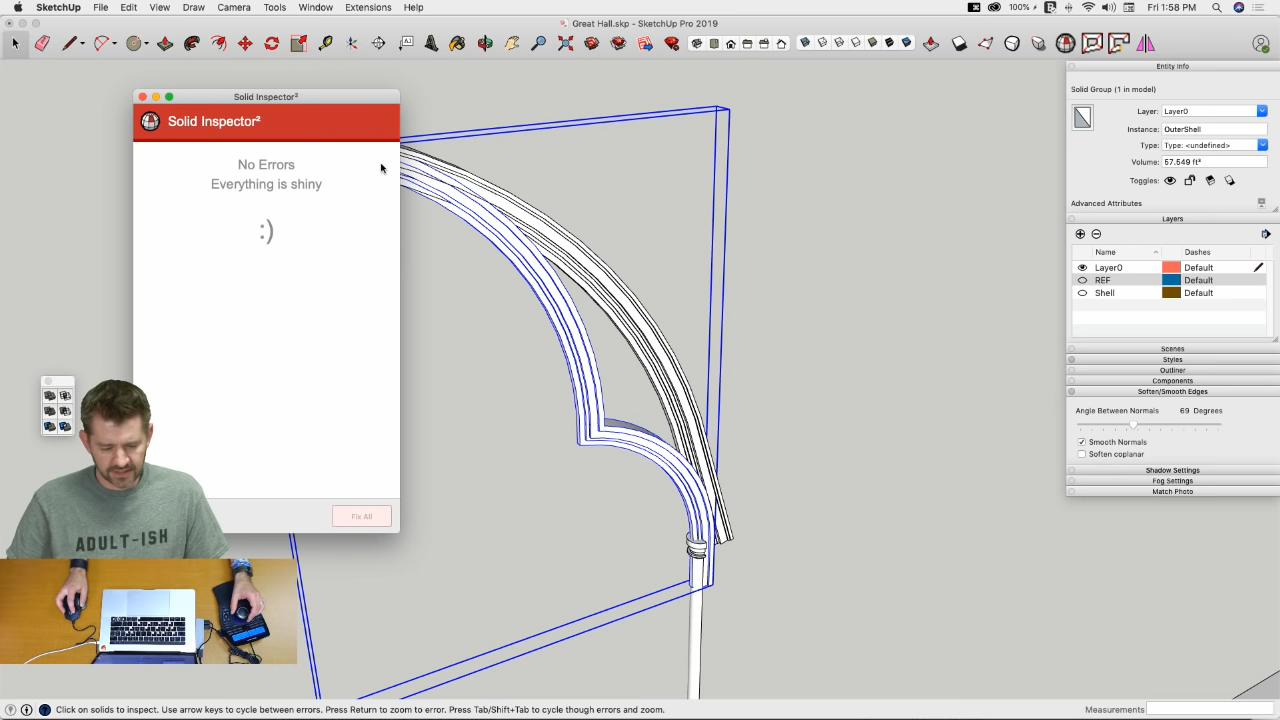 SketchUp File Edit View Draw Camera Tools Window Extensions Help
100% Fri 1:58 PM
Great Hall.skp - SketchUp Pro 2019
Solid Inspector²
Solid Inspector²
No Errors
Everything is shiny
:)
Fix All
ADULT-ISH
Entity Info
Solid Group (1 in model)
Layer: Layer0
Instance: OuterShell
Type: Type: <undefined>
Volume: 57.549 ft³
Toggles:
Advanced Attributes
Layers
Name Dashes
Layer0 Default
REF Default
Shell Default
Scenes
Styles
Outliner
Components
Soften/Smooth Edges
Angle Between Normals 69 Degrees
Smooth Normals
Soften coplanar
Shadow Settings
Fog Settings
Match Photo
Click on solids to inspect. Use arrow keys to cycle between errors. Press Return to zoom to error. Press Tab/Shift+Tab to cycle though errors and zoom.
Measurements